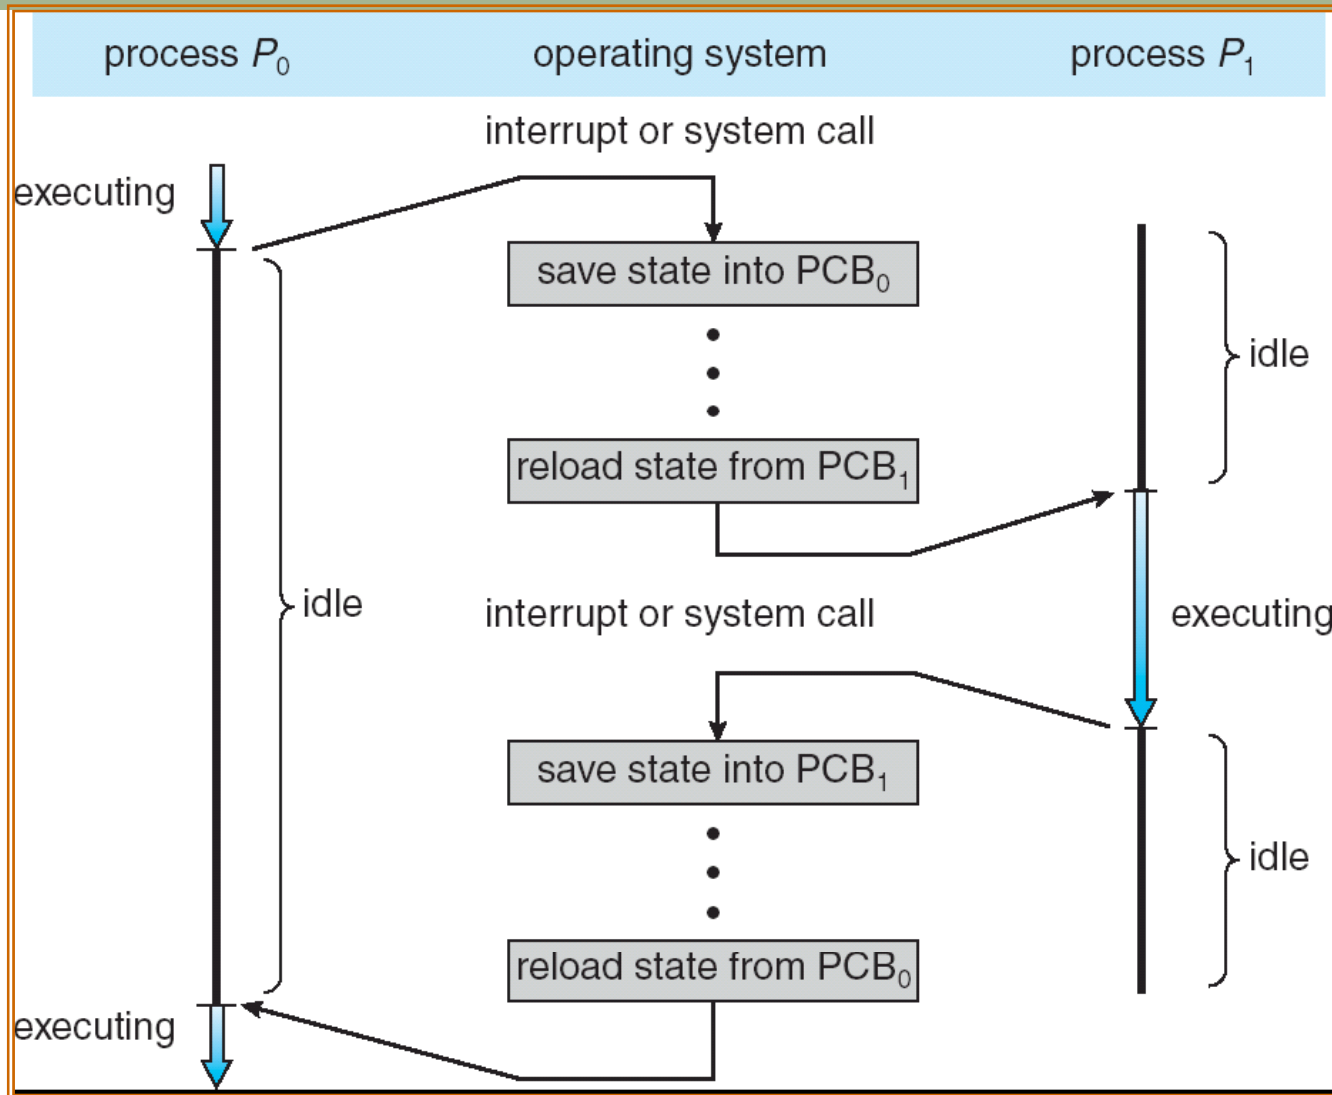 process P₀ operating system process P₁
interrupt or system call
executing
save state into PCB₀
idle
reload state from PCB₁
idle
interrupt or system call
executing
save state into PCB₁
idle
reload state from PCB₀
executing